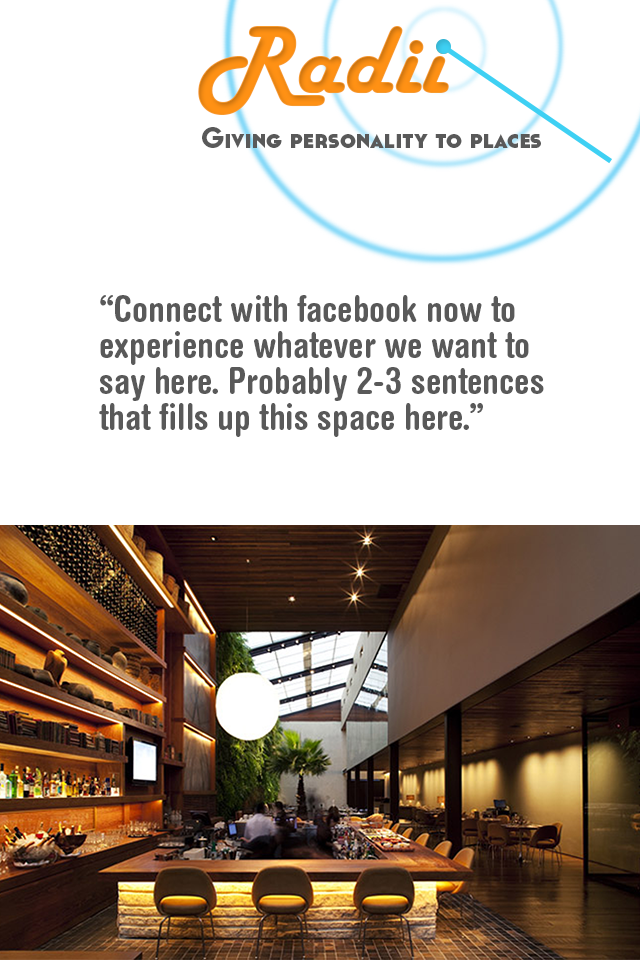 Radii
Giving personality to places
“Connect with facebook now to
experience whatever we want to
say here. Probably 2-3 sentences
that fills up this space here.”